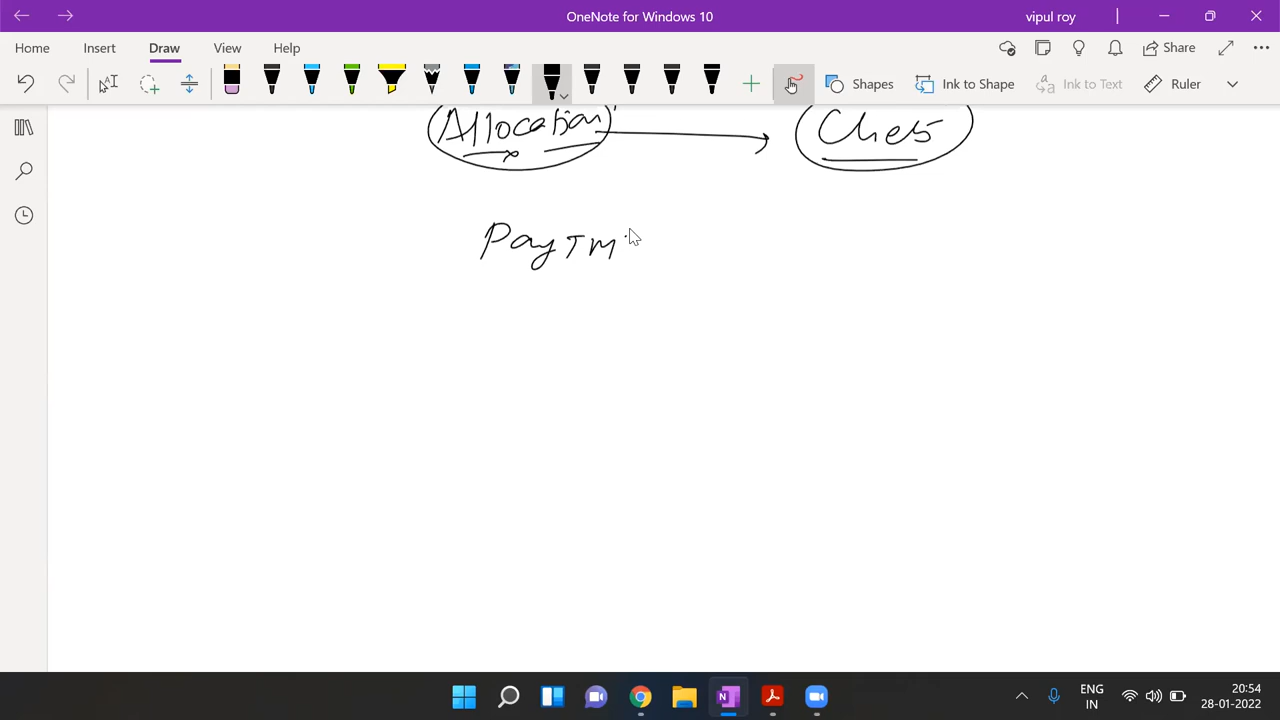 OneNote for Windows 10
vipul roy
Home Insert Draw View Help
Share
Shapes Ink to Shape Ink to Text Ruler
Allocation
PayTM
ENG
IN
20:54
28-01-2022